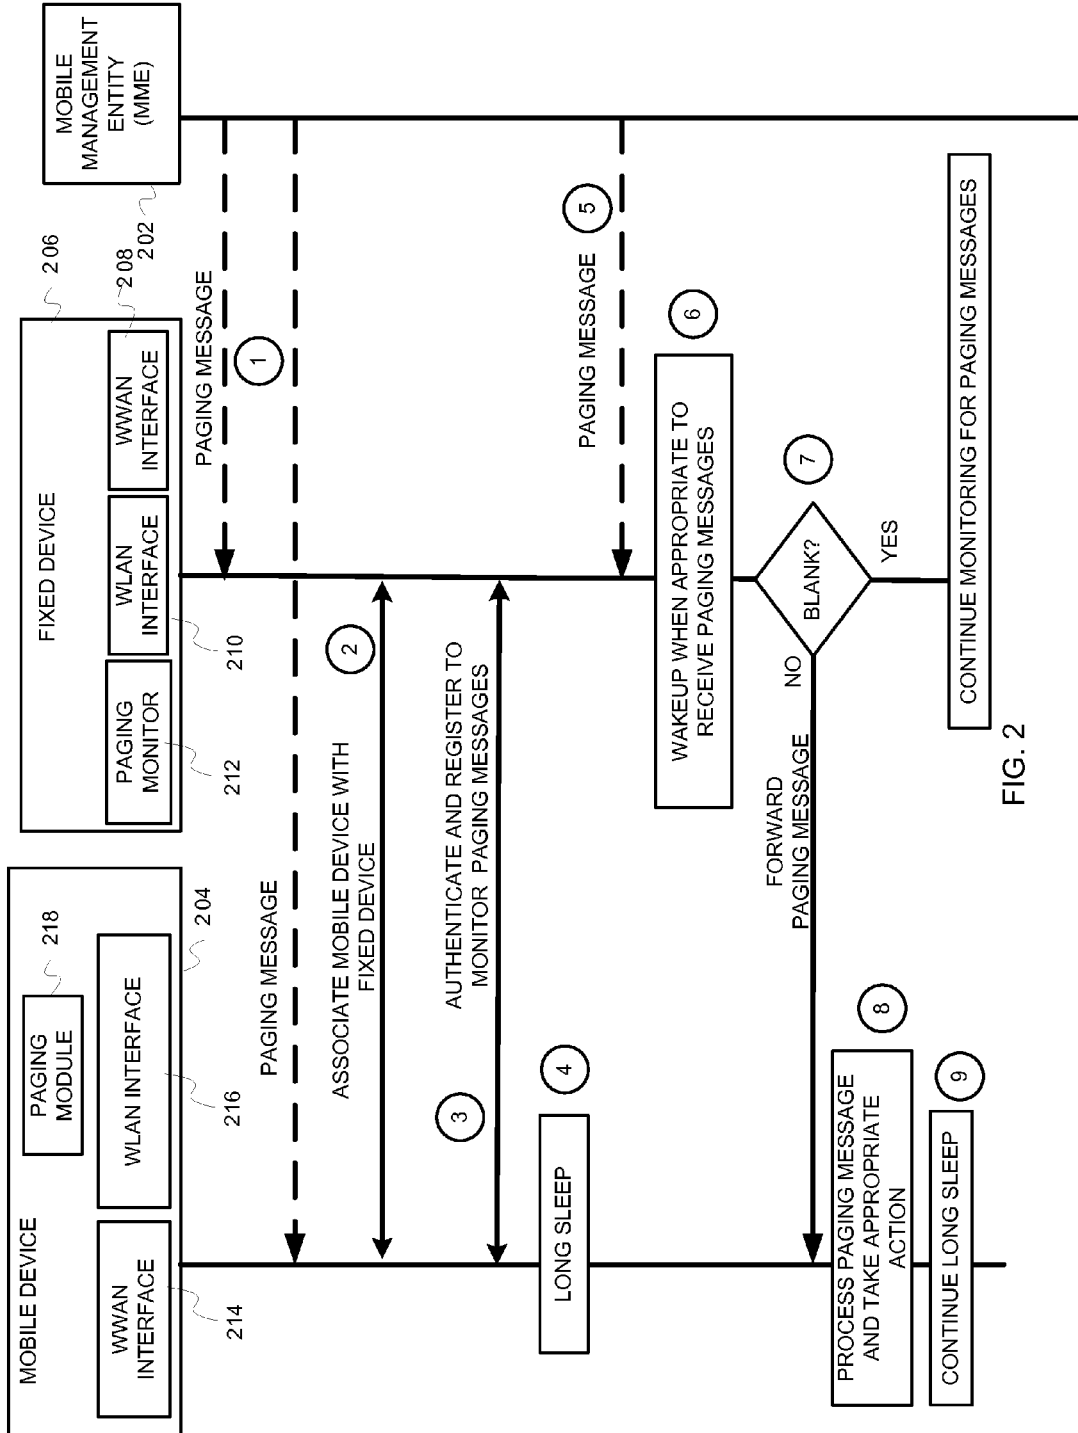 MOBILE DEVICE
PAGING
MODULE
218
WWAN
INTERFACE
214
WLAN INTERFACE
216
204
FIXED DEVICE
206
PAGING
MONITOR
212
WLAN
INTERFACE
210
WWAN
INTERFACE
208
MOBILE
MANAGEMENT
ENTITY
(MME)
202
PAGING MESSAGE
1
PAGING MESSAGE
ASSOCIATE MOBILE DEVICE WITH
FIXED DEVICE
2
AUTHENTICATE AND REGISTER TO
MONITOR PAGING MESSAGES
3
LONG SLEEP
4
PAGING MESSAGE
5
WAKEUP WHEN APPROPRIATE TO
RECEIVE PAGING MESSAGES
6
BLANK?
7
NO
YES
FORWARD
PAGING MESSAGE
PROCESS PAGING MESSAGE
AND TAKE APPROPRIATE
ACTION
8
CONTINUE LONG SLEEP
9
CONTINUE MONITORING FOR PAGING MESSAGES
FIG. 2